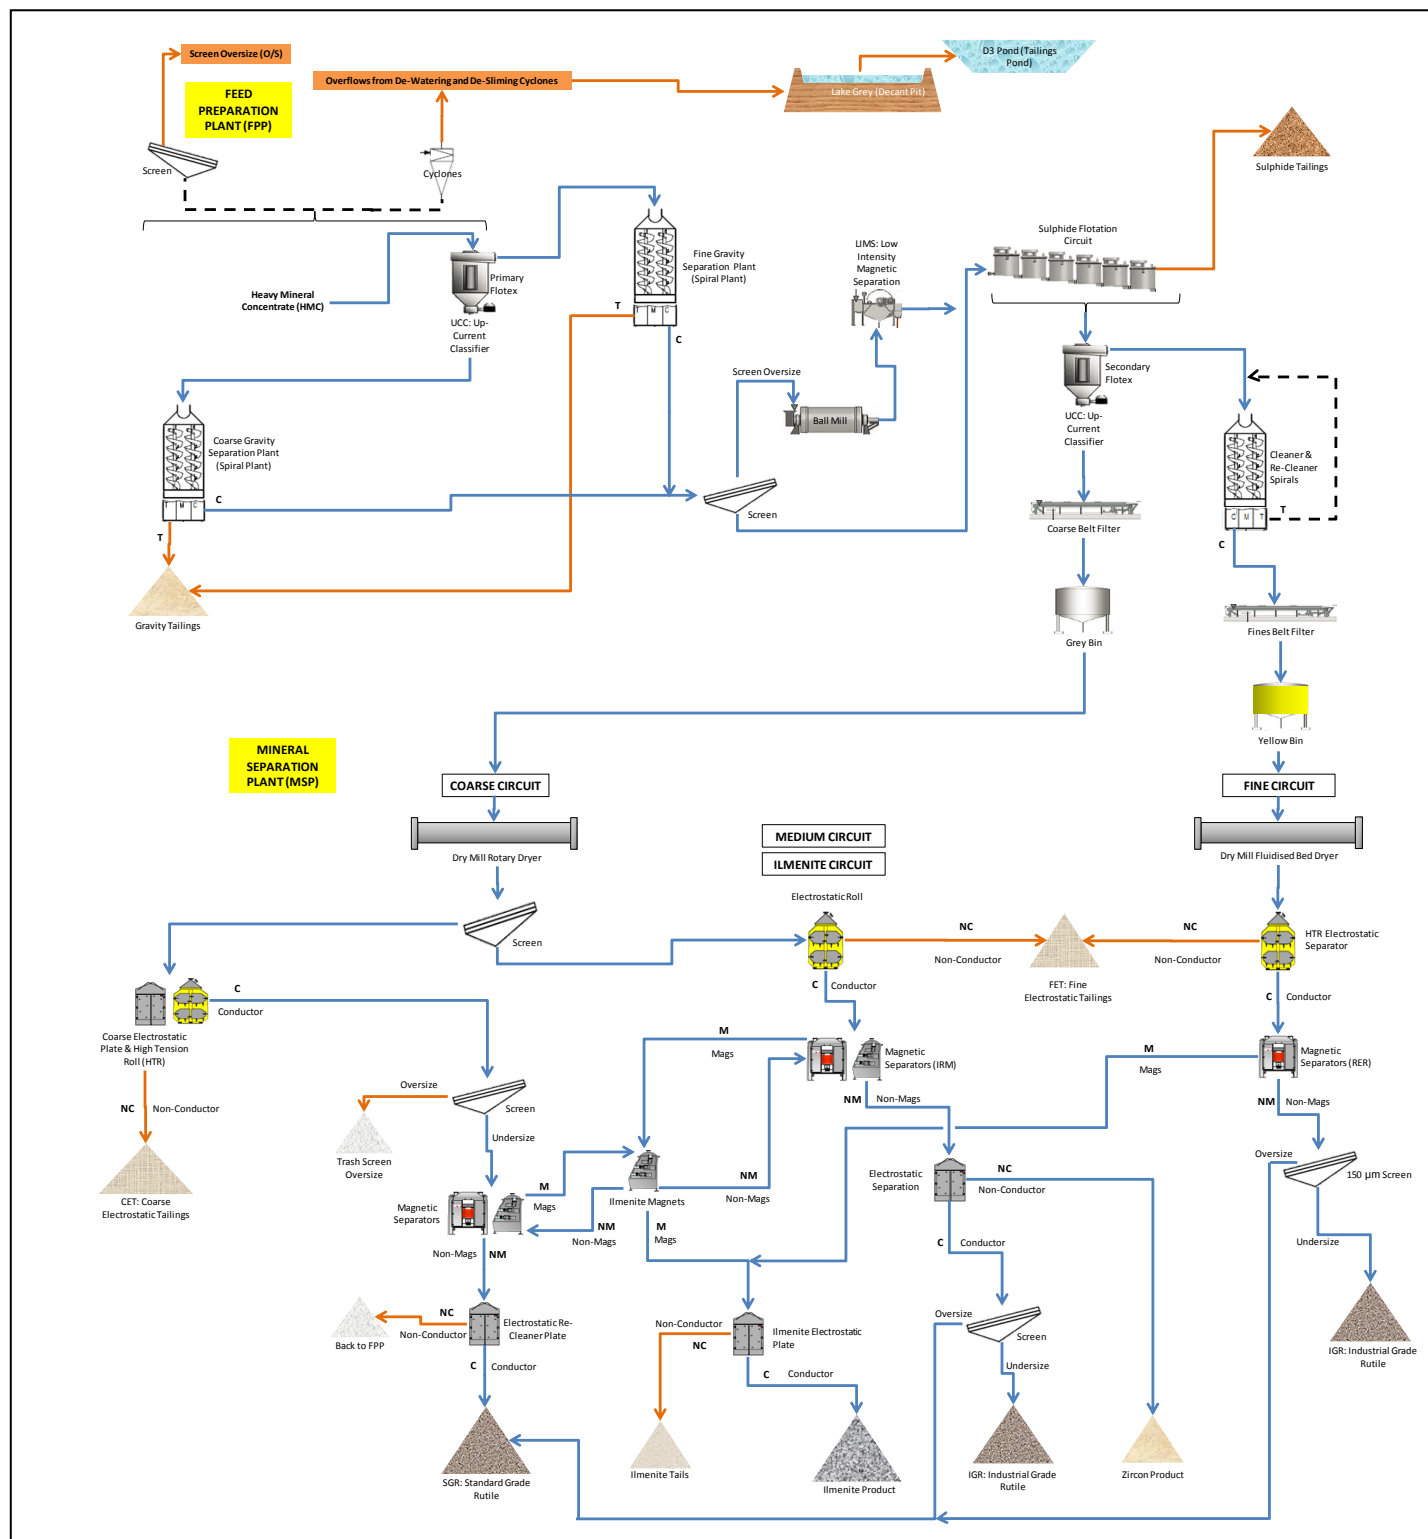 Screen Oversize (O/S)
Overflows from De-Watering and De-Sliming Cyclones
D3 Pond (Tailings
Pond)
Lake Grey (Decant Pit)
FEED
PREPARATION
PLANT (FPP)
Screen
Cyclones
Sulphide Tailings
Heavy Mineral
Concentrate (HMC)
Primary
Flotex
UCC: Up-
Current
Classifier
Fine Gravity
Separation Plant
(Spiral Plant)
T
T M C
C
LIMS: Low
Intensity
Magnetic
Separation
Sulphide Flotation
Circuit
Screen Oversize
Ball Mill
Secondary
Flotex
UCC: Up-
Current
Classifier
Coarse Gravity
Separation Plant
(Spiral Plant)
T M C
C
T
Screen
Cleaner &
Re-Cleaner
Spirals
C M T
T
C
Coarse Belt Filter
Gravity Tailings
Grey Bin
Fines Belt Filter
Yellow Bin
MINERAL
SEPARATION
PLANT (MSP)
COARSE CIRCUIT
FINE CIRCUIT
MEDIUM CIRCUIT
ILMENITE CIRCUIT
Dry Mill Rotary Dryer
Dry Mill Fluidised Bed Dryer
Electrostatic Roll
Screen
NC
Non-Conductor
NC
Non-Conductor
HTR Electrostatic
Separator
FET: Fine
Electrostatic Tailings
C
Conductor
C
Conductor
C
Conductor
Coarse Electrostatic
Plate & High Tension
Roll (HTR)
M
Mags
Magnetic
Separators (IRM)
M
Mags
Magnetic
Separators (RER)
NC
Non-Conductor
Oversize
Screen
NM
Non-Mags
NM
Non-Mags
Undersize
Trash Screen
Oversize
CET: Coarse
Electrostatic Tailings
Magnetic
Separators
M
Mags
Ilmenite Magnets
NM
Non-Mags
NM
Non-Mags
M
Mags
Electrostatic
Separation
NC
Non-Conductor
Oversize
150 µm Screen
Undersize
Non-Mags
NM
C
Conductor
NC
Non-Conductor
Back to FPP
Electrostatic Re-
Cleaner Plate
Non-Conductor
NC
Ilmenite Electrostatic
Plate
Oversize
Screen
Undersize
IGR: Industrial Grade
Rutile
C
Conductor
C
Conductor
SGR: Standard Grade
Rutile
Ilmenite Tails
Ilmenite Product
IGR: Industrial Grade
Rutile
Zircon Product